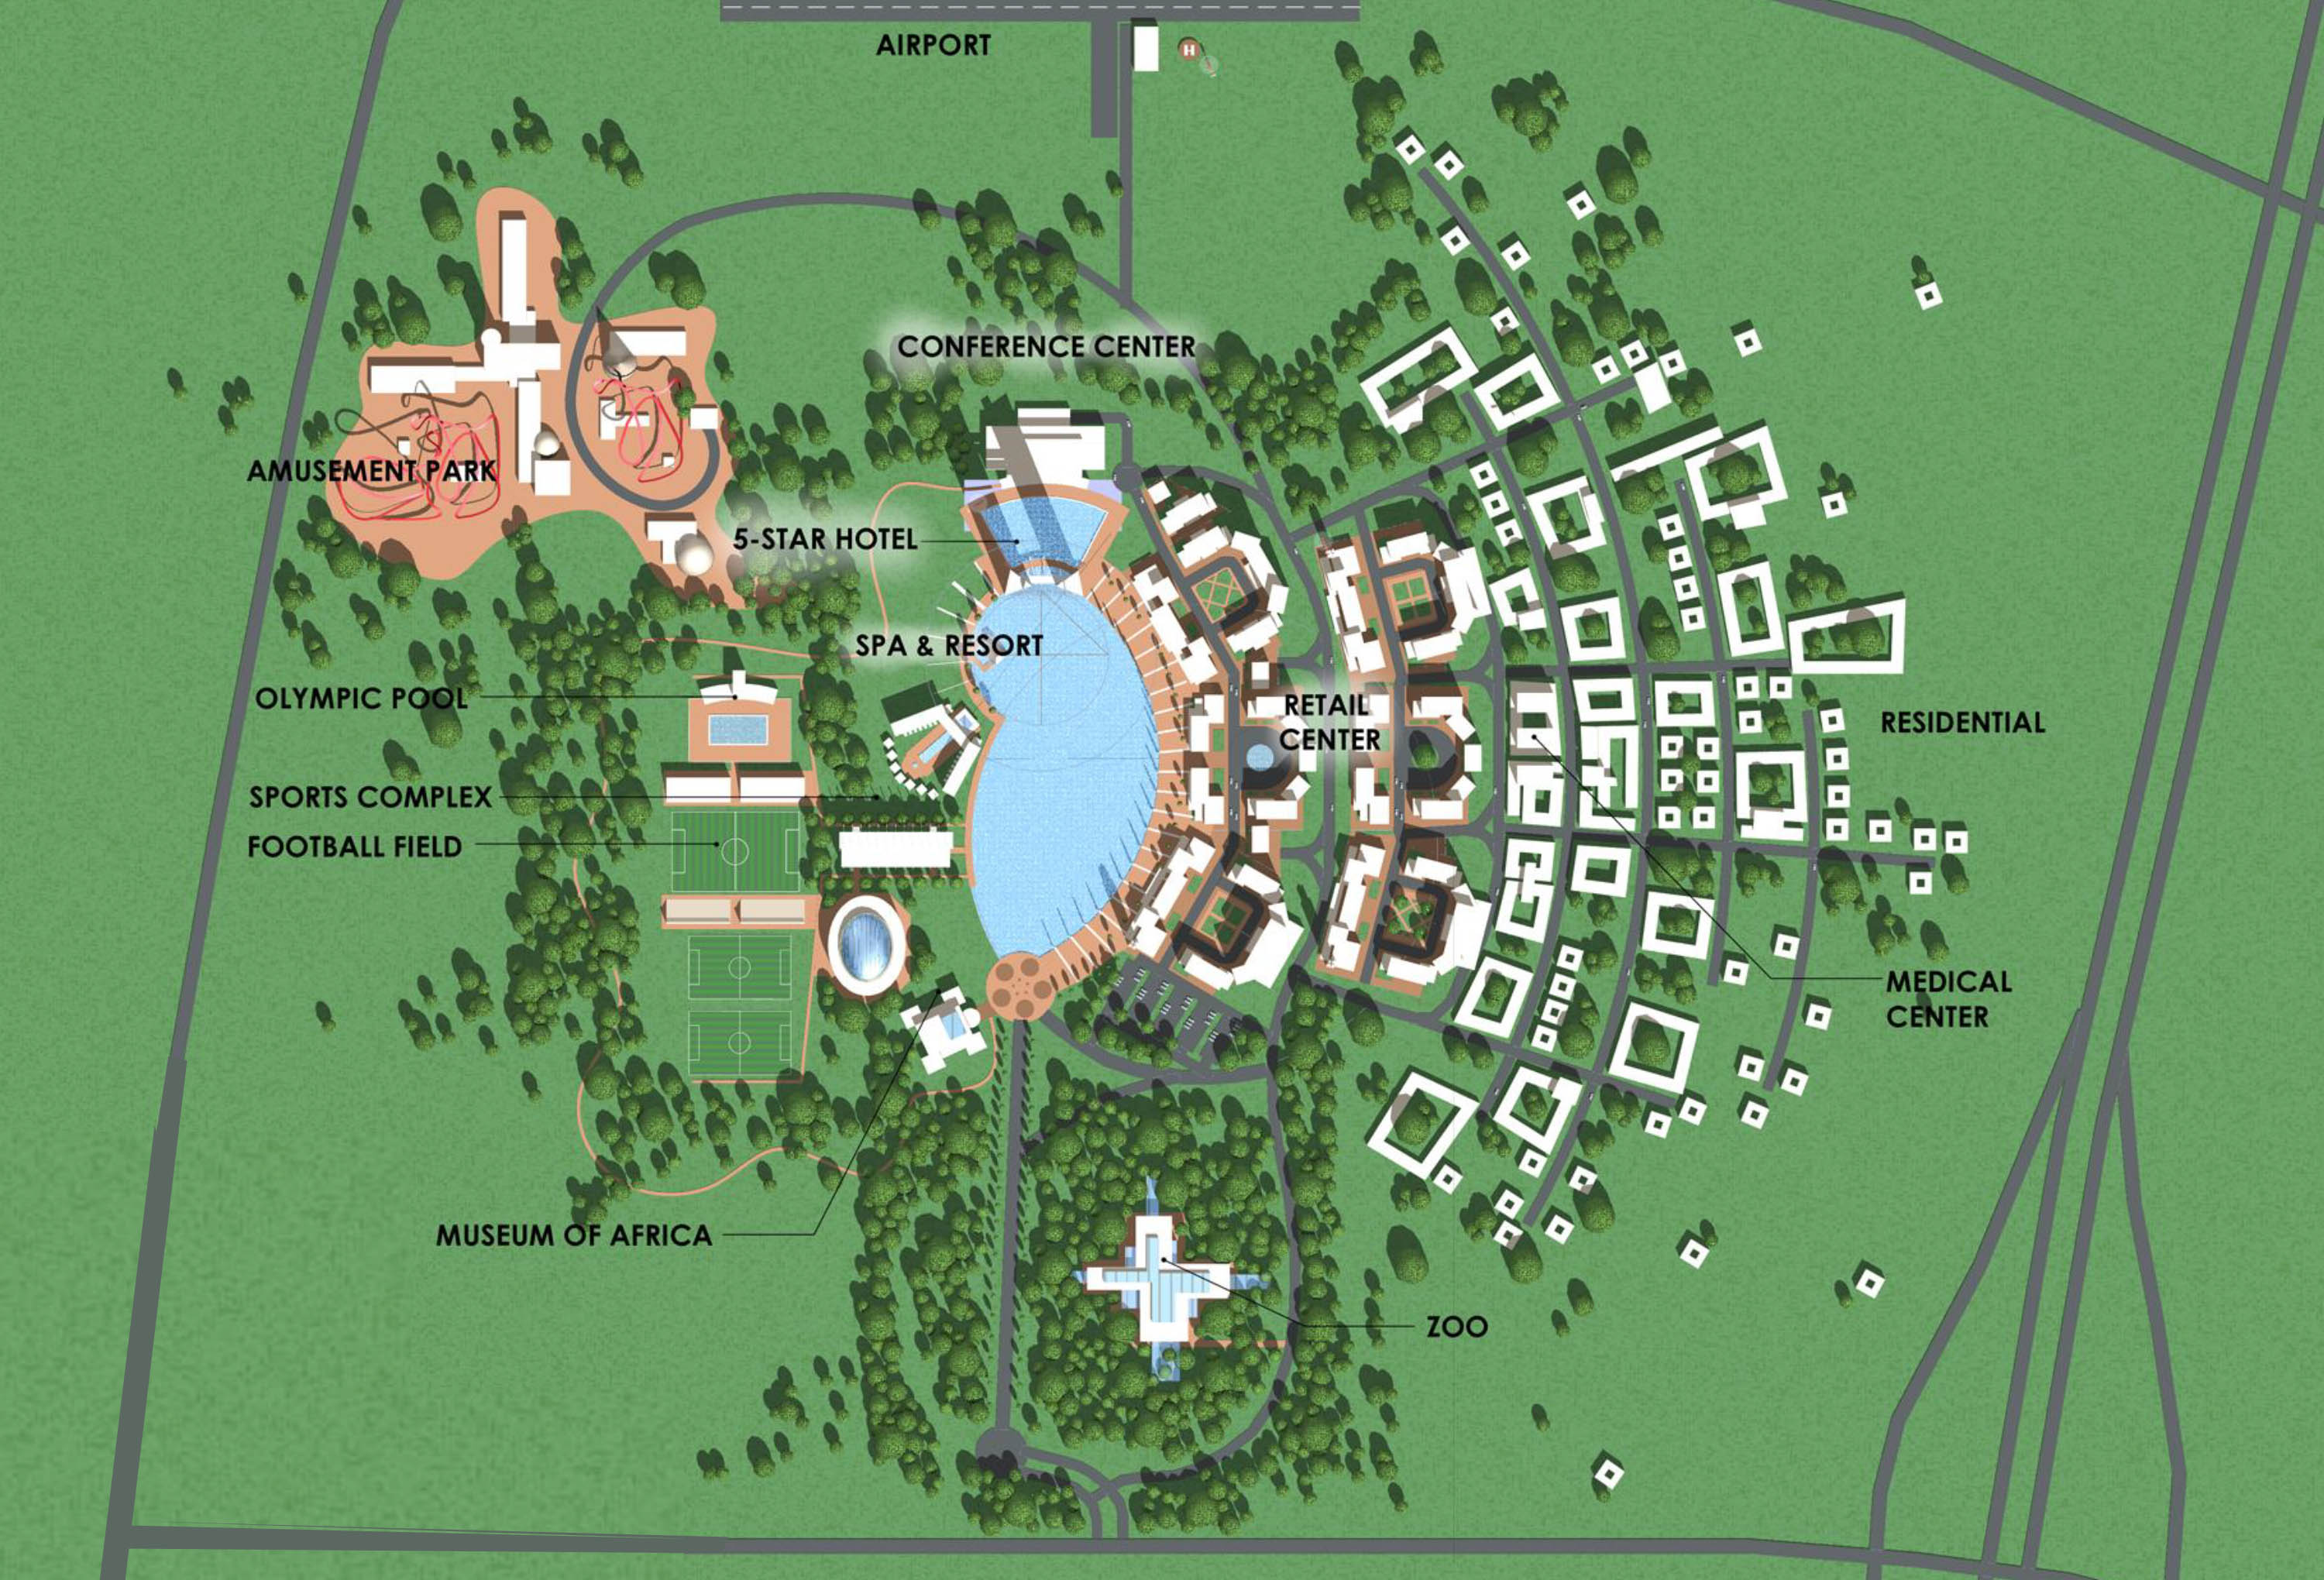 AIRPORT
H
CONFERENCE CENTER
AMUSEMENT PARK
5-STAR HOTEL
SPA & RESORT
OLYMPIC POOL
RETAIL
CENTER
RESIDENTIAL
SPORTS COMPLEX
FOOTBALL FIELD
MEDICAL
CENTER
MUSEUM OF AFRICA
ZOO